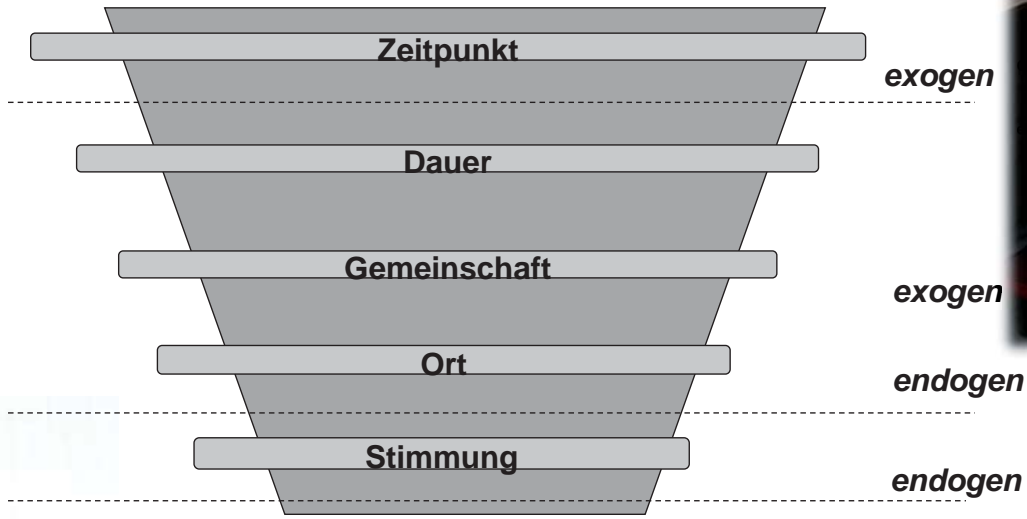 Zeitpunkt
exogen
Dauer
Gemeinschaft
exogen
Ort
endogen
Stimmung
endogen